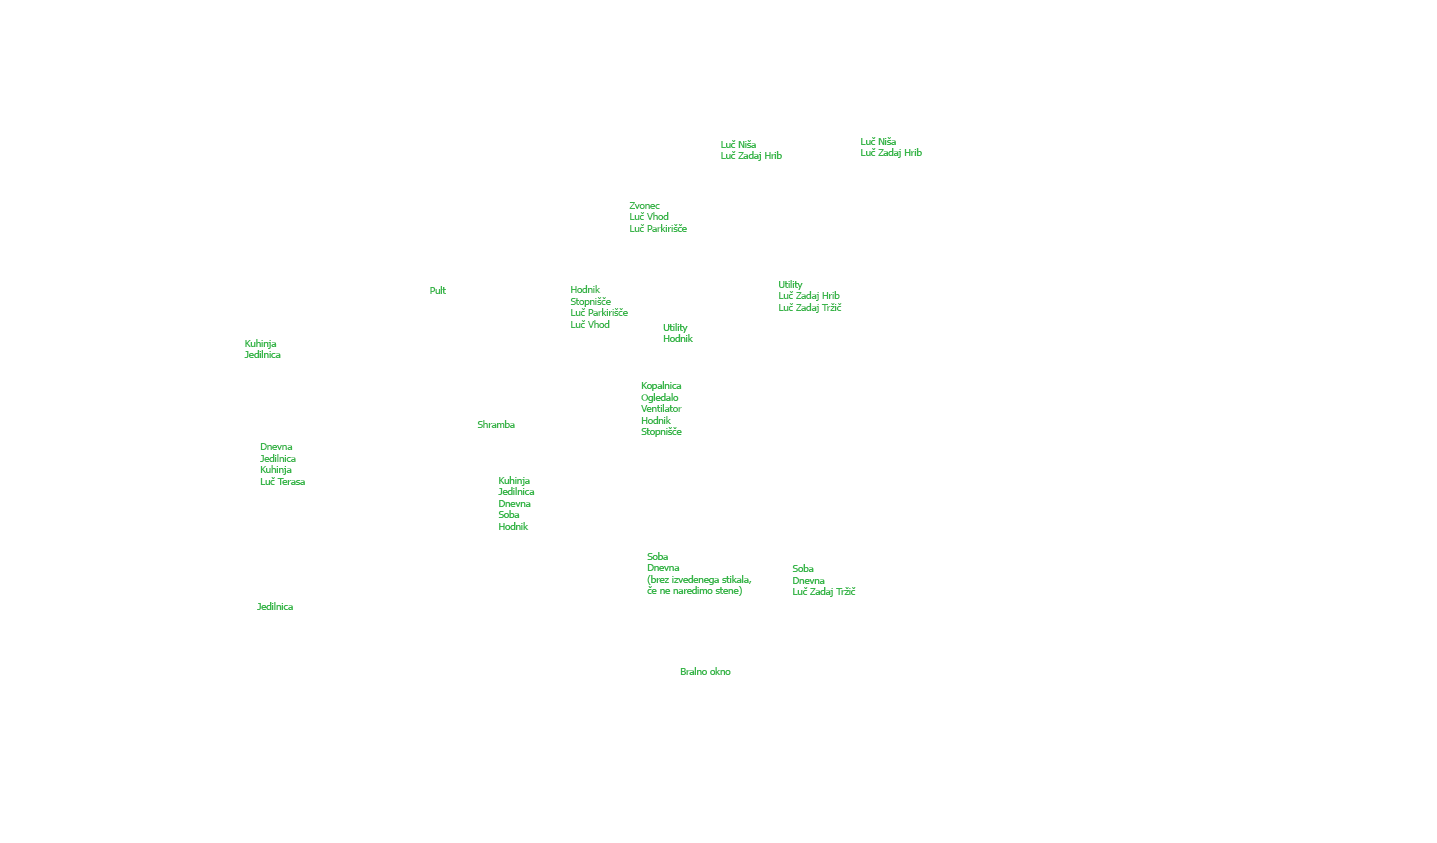 Luč Niša
Luč Zadaj Hrib
Luč Niša
Luč Zadaj Hrib
Zvonec
Luč Vhod
Luč Parkirišče
Pult
Hodnik
Stopnišče
Luč Parkirišče
Luč Vhod
Utility
Luč Zadaj Hrib
Luč Zadaj Tržič
Utility
Hodnik
Kuhinja
Jedilnica
Kopalnica
Ogledalo
Ventilator
Hodnik
Stopnišče
Shramba
Dnevna
Jedilnica
Kuhinja
Luč Terasa
Kuhinja
Jedilnica
Dnevna
Soba
Hodnik
Soba
Dnevna
(brez izvedenega stikala,
če ne naredimo stene)
Soba
Dnevna
Luč Zadaj Tržič
Jedilnica
Bralno okno